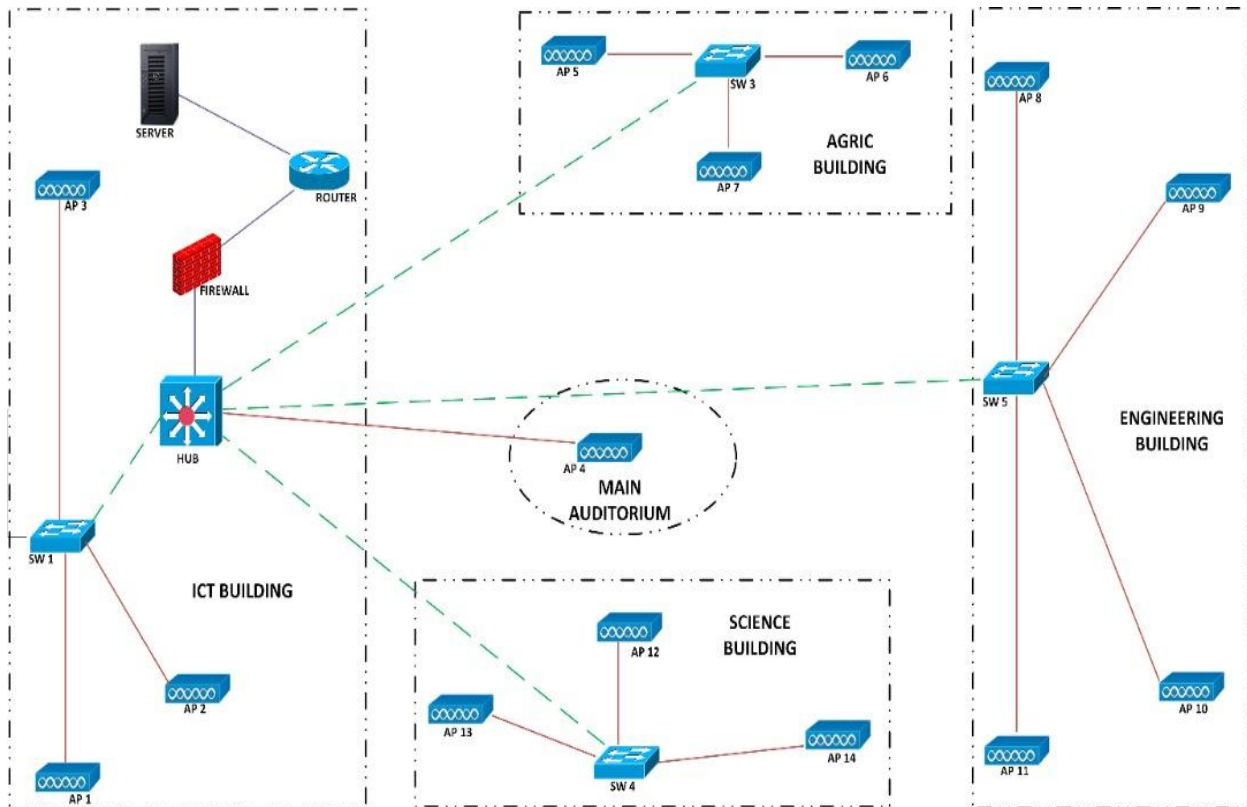 SERVER
AP 3
ROUTER
FIREWALL
HUB
SW 1
ICT BUILDING
AP 2
AP 1
AP 5
SW 3
AP 6
AP 7
AGRIC
BUILDING
AP 4
MAIN
AUDITORIUM
SCIENCE
BUILDING
AP 12
AP 13
AP 14
SW 4
AP 8
AP 9
SW 5
ENGINEERING
BUILDING
AP 10
AP 11